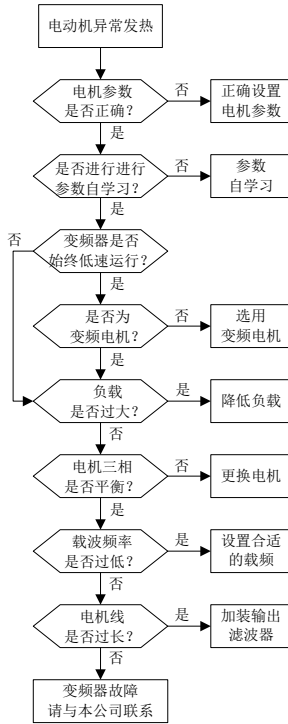 电动机异常发热
电机参数
是否正确？
否
正确设置
电机参数
是
是否进行进行
参数自学习？
否
参数
自学习
是
否
变频器是否
始终低速运行？
是
是否为
变频电机？
否
选用
变频电机
是
负载
是否过大？
是
降低负载
否
电机三相
是否平衡？
否
更换电机
是
载波频率
是否过低？
是
设置合适
的载频
否
电机线
是否过长？
是
加装输出
滤波器
否
变频器故障
请与本公司联系